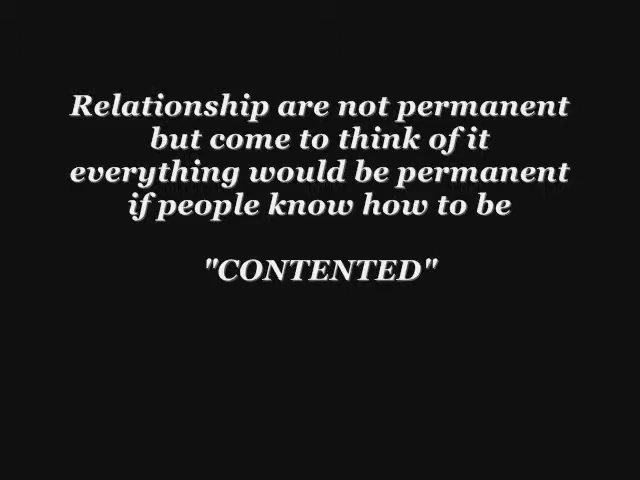 Relationship are not permanent
but come to think of it
everything would be permanent
if people know how to be
"CONTENTED"